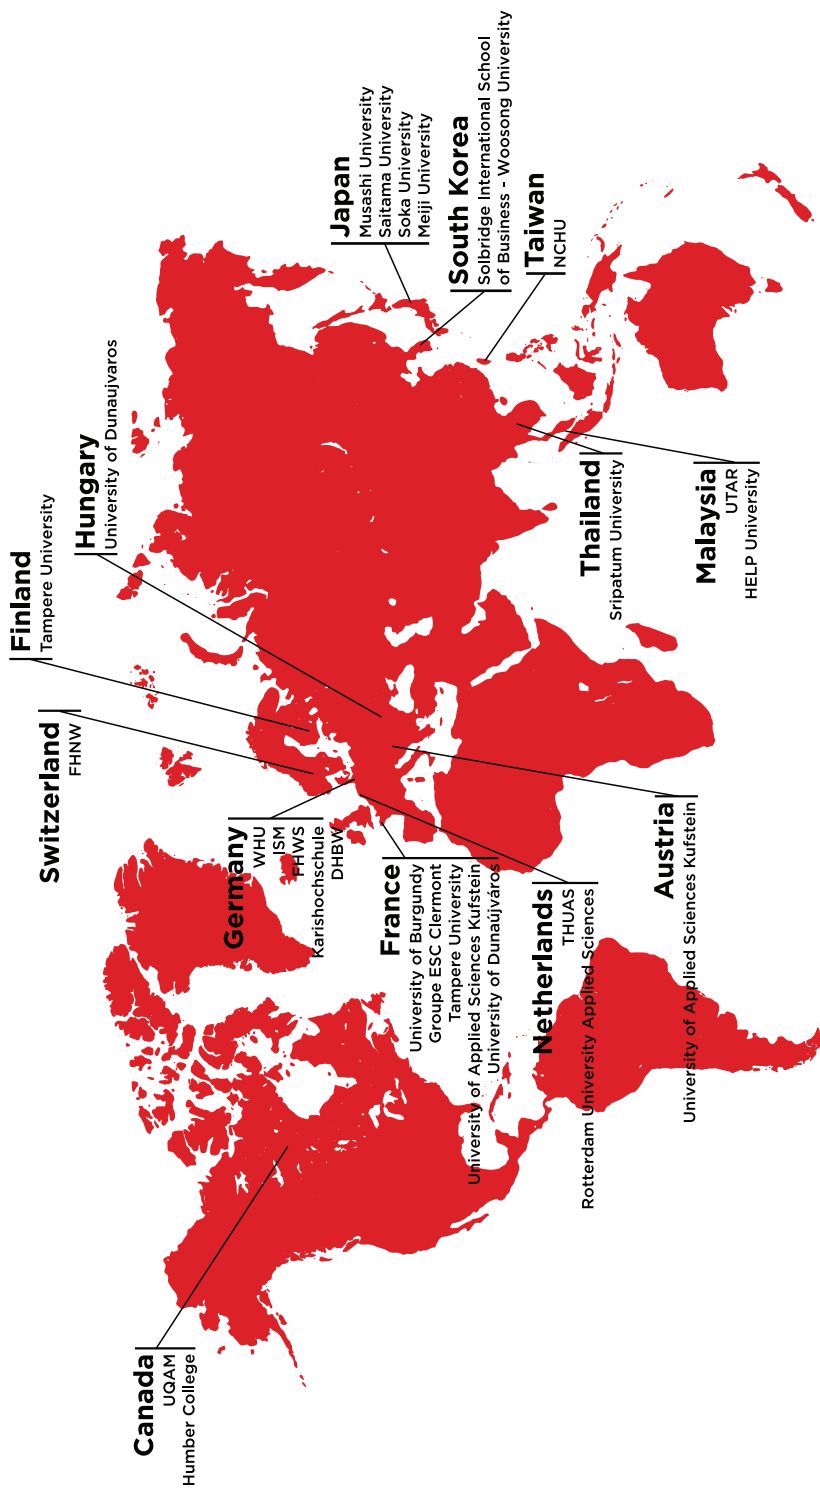 Canada
UQAM
Humber College
Switzerland
FHNW
Finland
Tampere University
Hungary
University of Dunaujvaros
Germany
WHU
ISM
FHWS
Karishochschule
DHBW
France
University of Burgundy
Groupe ESC Clermont
Tampere University
University of Applied Sciences Kufstein
University of Dunaújváros
Netherlands
THUAS
Rotterdam University Applied Sciences
Austria
University of Applied Sciences Kufstein
Japan
Musashi University
Saitama University
Soka University
Meiji University
South Korea
Solbridge International School
of Business - Woosong University
Taiwan
NCHU
Thailand
Sripatum University
Malaysia
UTAR
HELP University